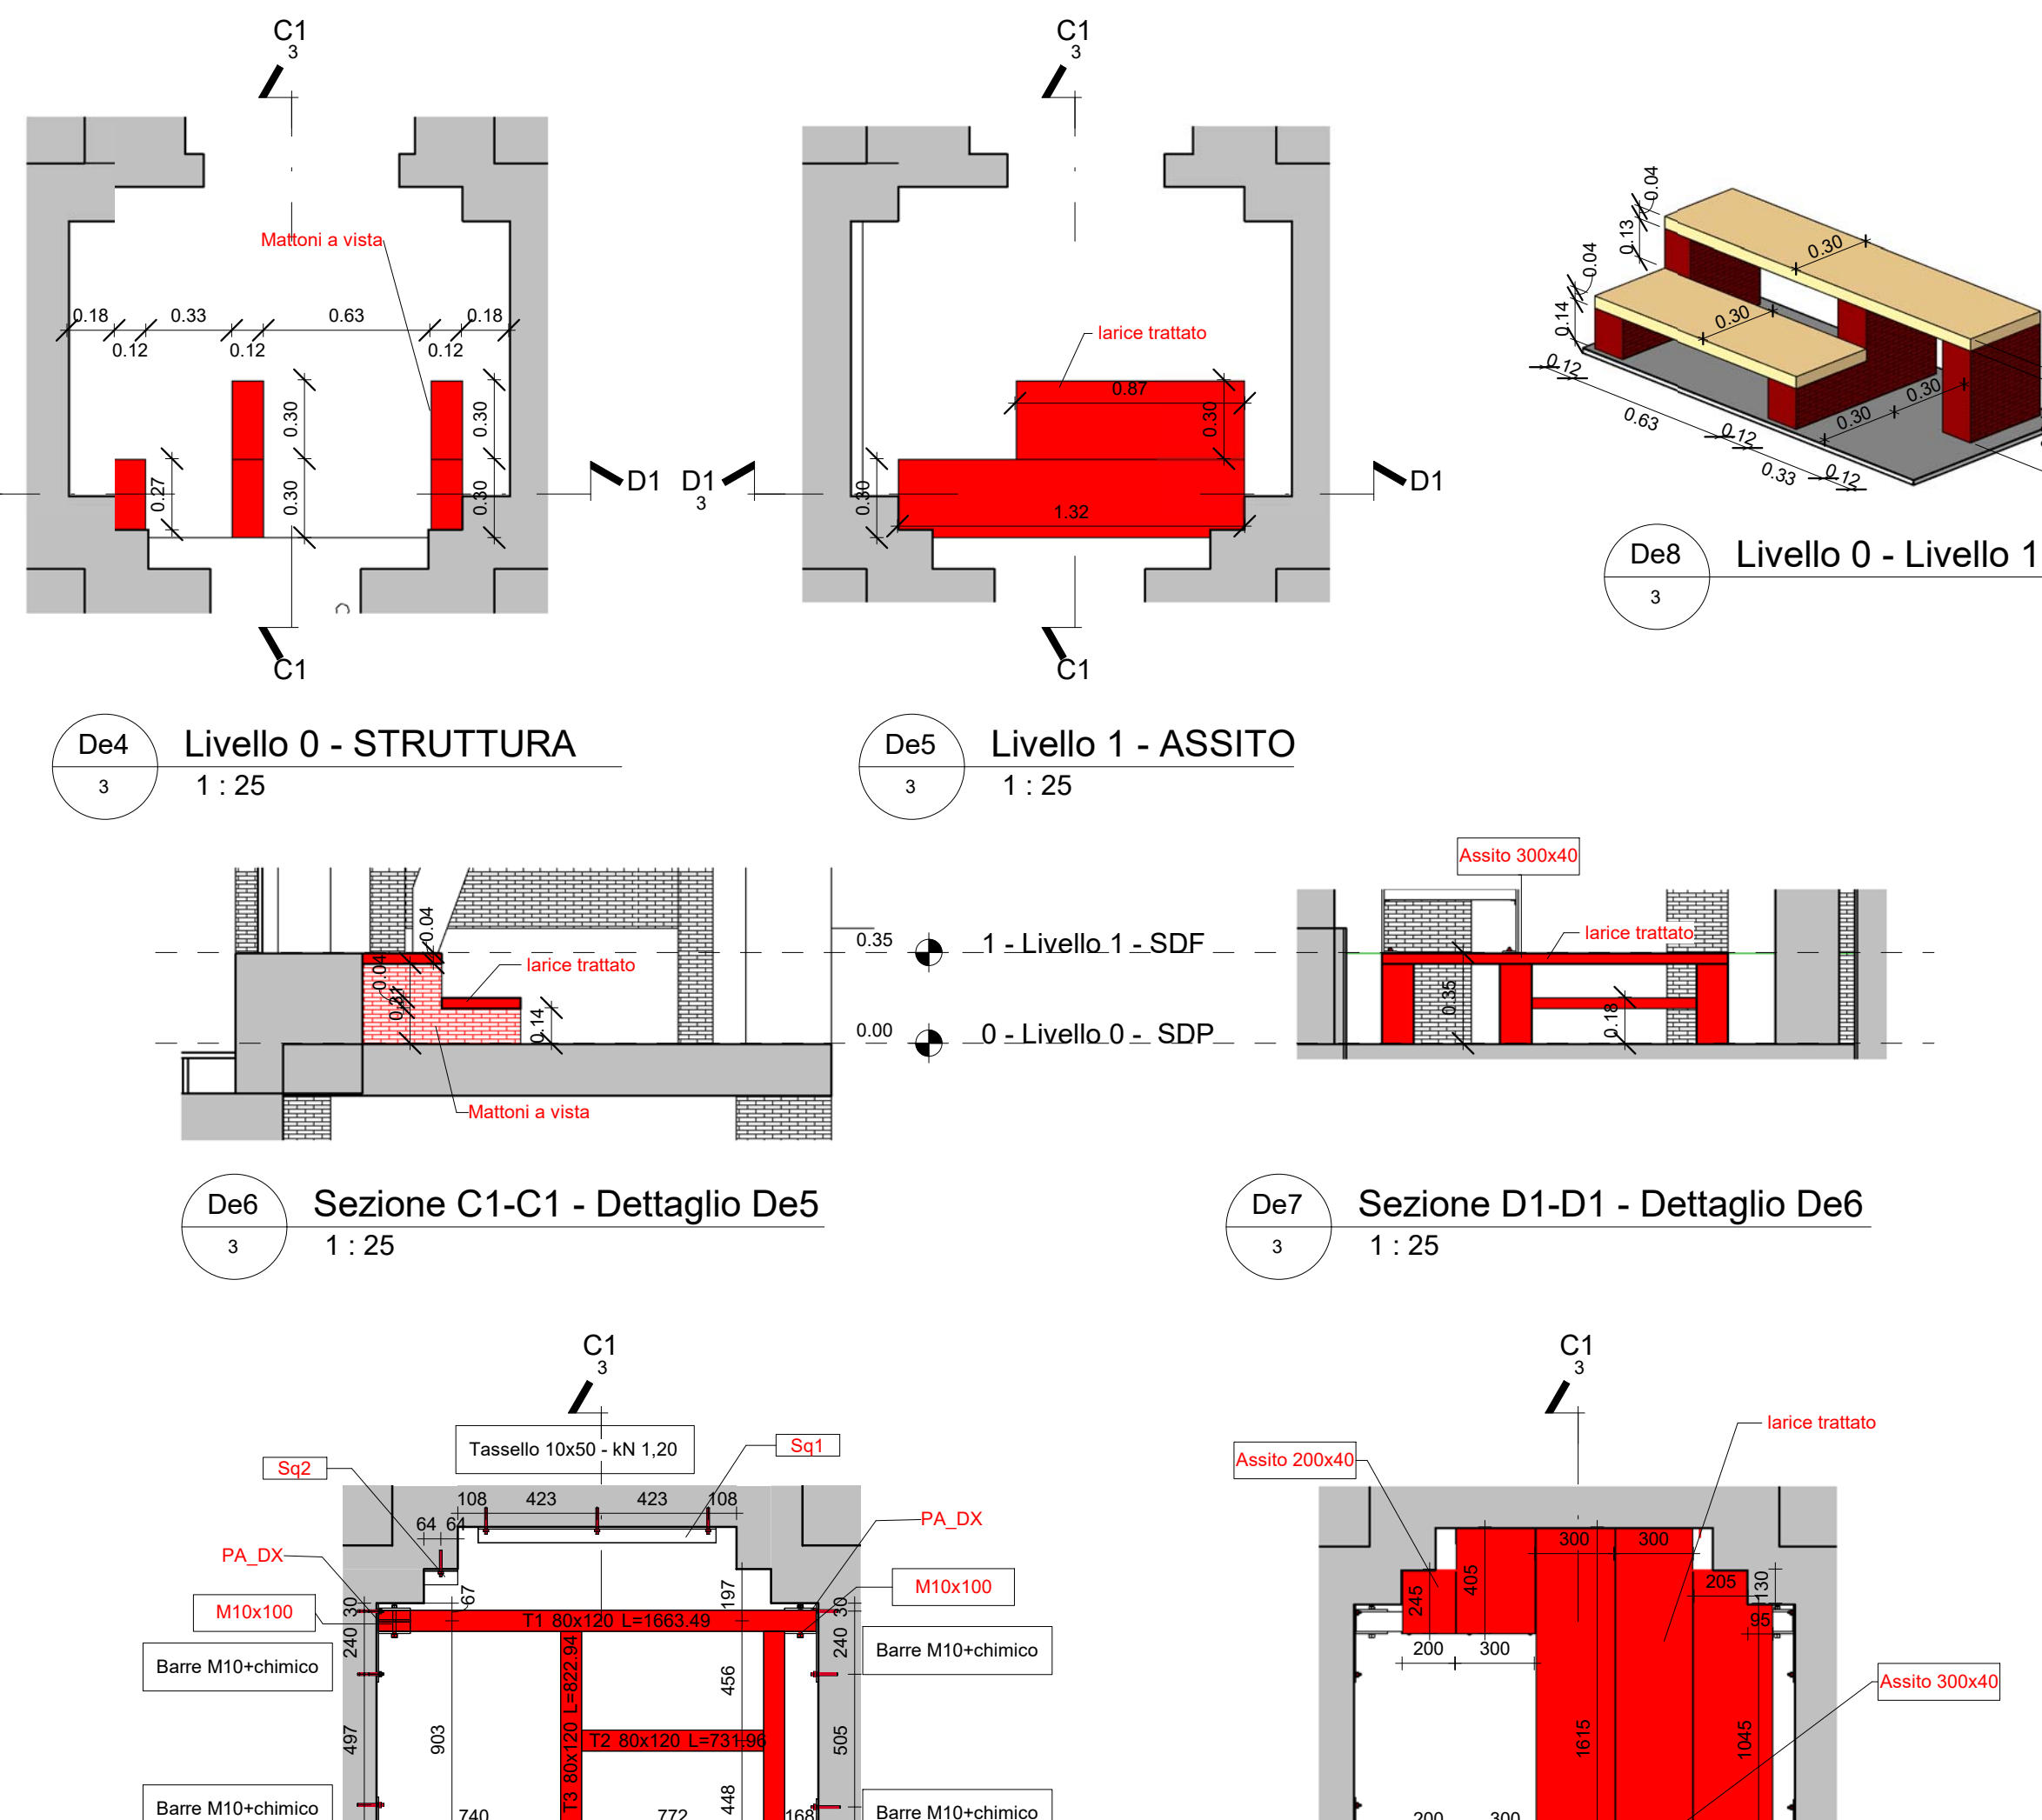 C1
3
C1
3
Mattoni a vista
0.18
0.33
0.63
0.18
0.12
0.12
0.12
0.30
0.30
0.27
0.30
0.30
D1
C1
larice trattato
0.87
0.30
0.30
1.32
D1
3
D1
C1
0.04
0.13
0.04
0.14
0.30
0.30
0.12
0.63
0.12
0.33
0.12
0.30
0.30
De8
3
Livello 0 - Livello 1
De4
3
Livello 0 - STRUTTURA
1 : 25
De5
3
Livello 1 - ASSITO
1 : 25
0.04
0.04
0.31
larice trattato
0.14
Mattoni a vista
0.35
1 - Livello 1 - SDF
0.00
0 - Livello 0 - SDP
Assito 300x40
larice trattato
0.35
0.18
De6
3
Sezione C1-C1 - Dettaglio De5
1 : 25
De7
3
Sezione D1-D1 - Dettaglio De6
1 : 25
C1
3
Tassello 10x50 - kN 1,20
Sq1
Sq2
108
423
423
108
64
64
PA_DX
PA_DX
M10x100
M10x100
67
197
30
30
T1 80x120 L=1663.49
240
240
Barre M10+chimico
Barre M10+chimico
T3 80x120 L=822.94
456
T2 80x120 L=731.96
497
903
505
448
Barre M10+chimico
740
772
168
Barre M10+chimico
C1
3
larice trattato
Assito 200x40
300
300
405
245
205
130
95
200
300
Assito 300x40
1615
1045
200
300